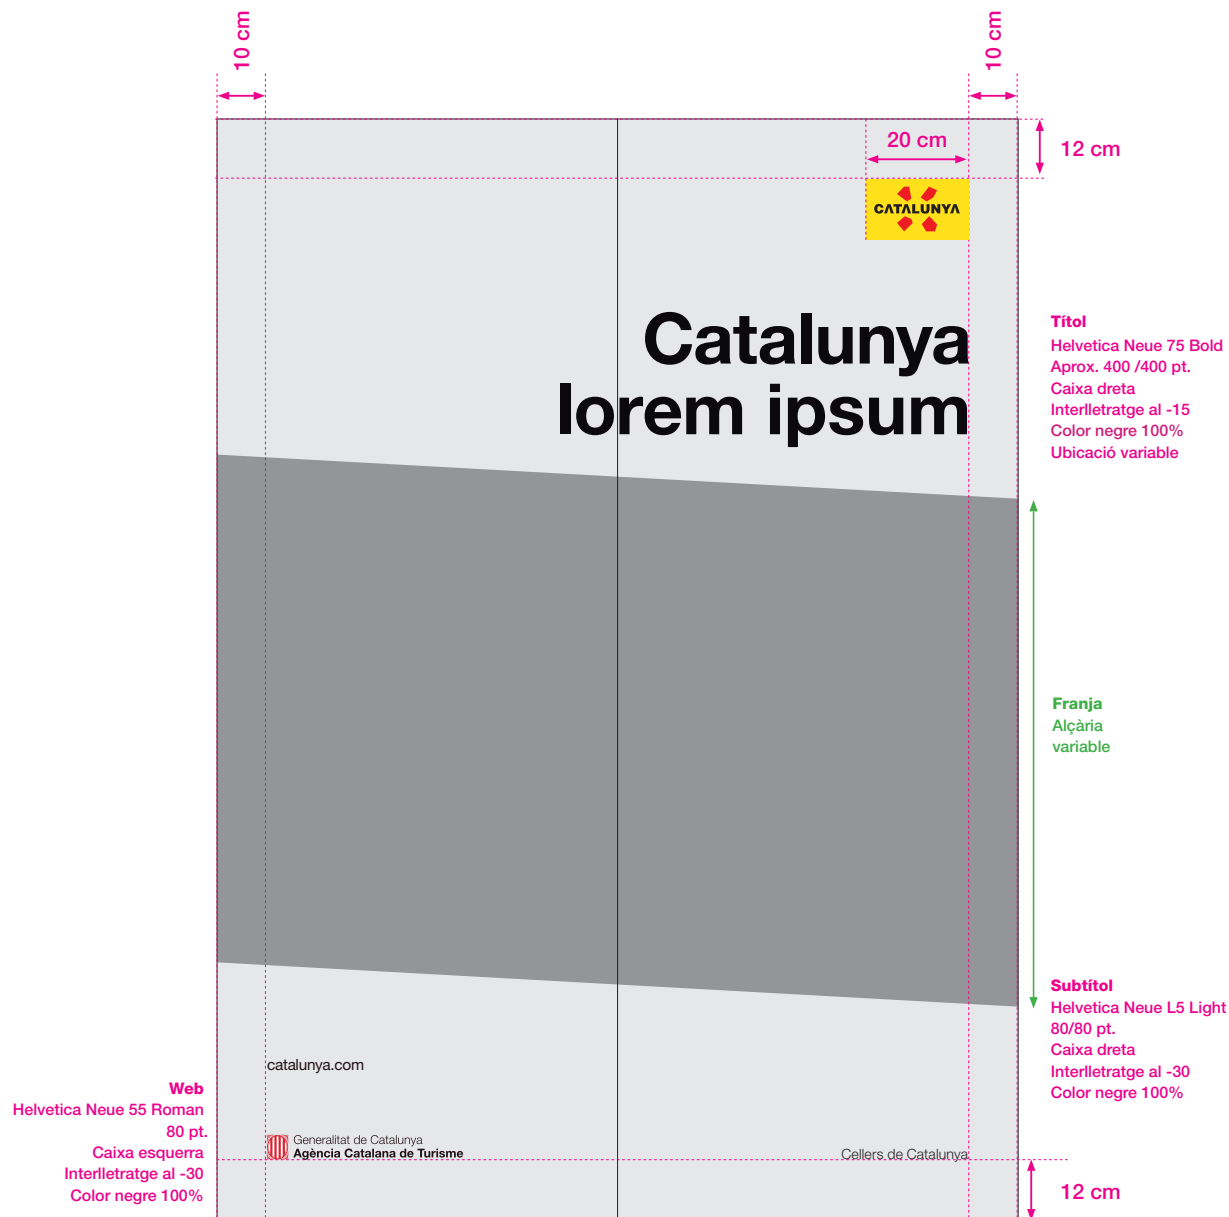 10 cm
10 cm
20 cm
12 cm
CATALUNYA
Catalunya
lorem ipsum
Títol
Helvetica Neue 75 Bold
Aprox. 400 /400 pt.
Caixa dreta
Interlletratge al -15
Color negre 100%
Ubicació variable
Franja
Alçària
variable
Subtítol
Helvetica Neue L5 Light
80/80 pt.
Caixa dreta
Interlletratge al -30
Color negre 100%
catalunya.com
Web
Helvetica Neue 55 Roman
80 pt.
Caixa esquerra
Interlletratge al -30
Color negre 100%
Generalitat de Catalunya
Agència Catalana de Turisme
Cellers de Catalunya
12 cm